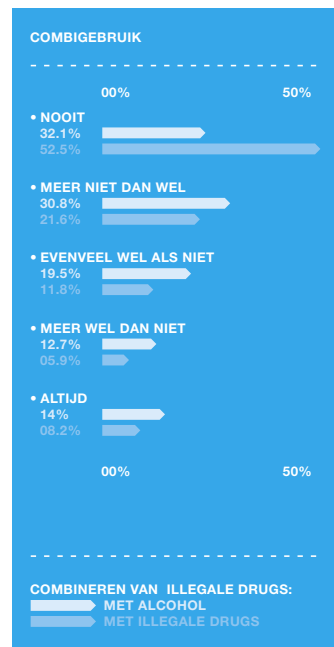 COMBIGEBRUIK
00% 50%
• NOOIT
32.1%
52.5%
• MEER NIET DAN WEL
30.8%
21.6%
• EVENVEEL WEL ALS NIET
19.5%
11.8%
• MEER WEL DAN NIET
12.7%
05.9%
• ALTIJD
14%
08.2%
00% 50%
COMBINEREN VAN ILLEGALE DRUGS:
MET ALCOHOL
MET ILLEGALE DRUGS